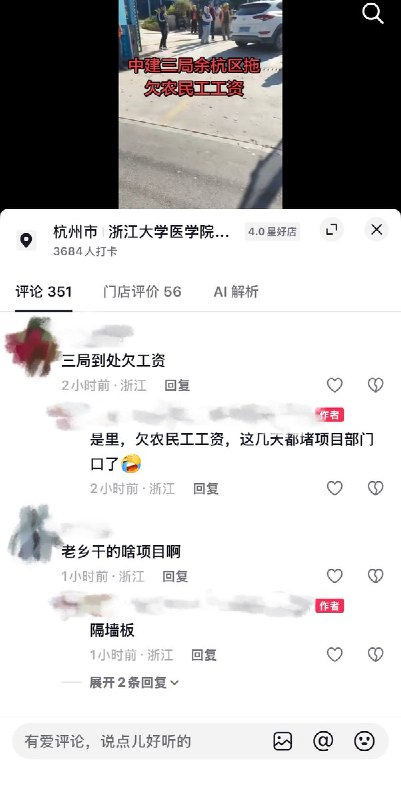 中建三局余杭区拖
欠农民工工资
杭州市 浙江大学医学院... 4.0星好店
3684人打卡
评论 351 门店评价 56 AI 解析
三局到处欠工资
2小时前·浙江 回复
作者
是里，欠农民工工资，这几天都堵项目部门
口了
2小时前·浙江 回复
老乡干的啥项目啊
1小时前·浙江 回复
作者
隔墙板
1小时前·浙江 回复
展开2条回复
有爱评论，说点儿好听的